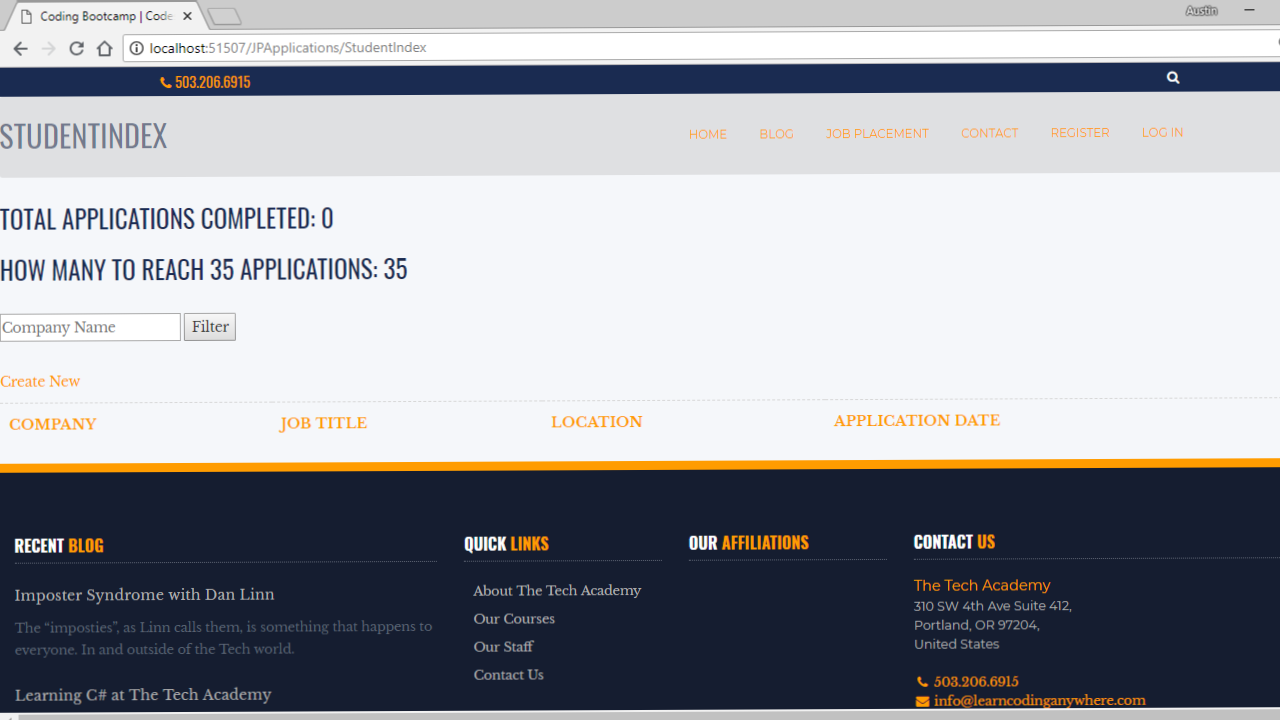 Coding Bootcamp | Code
Austin
localhost:51507/JPApplications/StudentIndex
503.206.6915
STUDENTINDEX
HOME BLOG JOB PLACEMENT CONTACT REGISTER LOG IN
TOTAL APPLICATIONS COMPLETED: 0
HOW MANY TO REACH 35 APPLICATIONS: 35
Company Name Filter
Create New
COMPANY JOB TITLE LOCATION APPLICATION DATE
RECENT BLOG
Imposter Syndrome with Dan Linn
The “imposties”, as Linn calls them, is something that happens to
everyone. In and outside of the Tech world.
Learning C# at The Tech Academy
QUICK LINKS
About The Tech Academy
Our Courses
Our Staff
Contact Us
OUR AFFILIATIONS
CONTACT US
The Tech Academy
310 SW 4th Ave Suite 412,
Portland, OR 97204,
United States
503.206.6915
info@learncodinganywhere.com